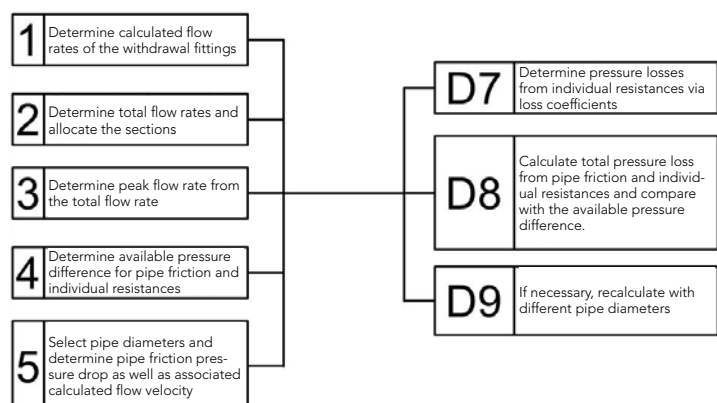 1
Determine calculated flow
rates of the withdrawal fittings
2
Determine total flow rates and
allocate the sections
3
Determine peak flow rate from
the total flow rate
4
Determine available pressure
difference for pipe friction and
individual resistances
5
Select pipe diameters and
determine pipe friction pres-
sure drop as well as associated
calculated flow velocity
D7
Determine pressure losses
from individual resistances via
loss coefficients
D8
Calculate total pressure loss
from pipe friction and individ-
ual resistances and compare
with the available pressure
difference.
D9
If necessary, recalculate with
different pipe diameters